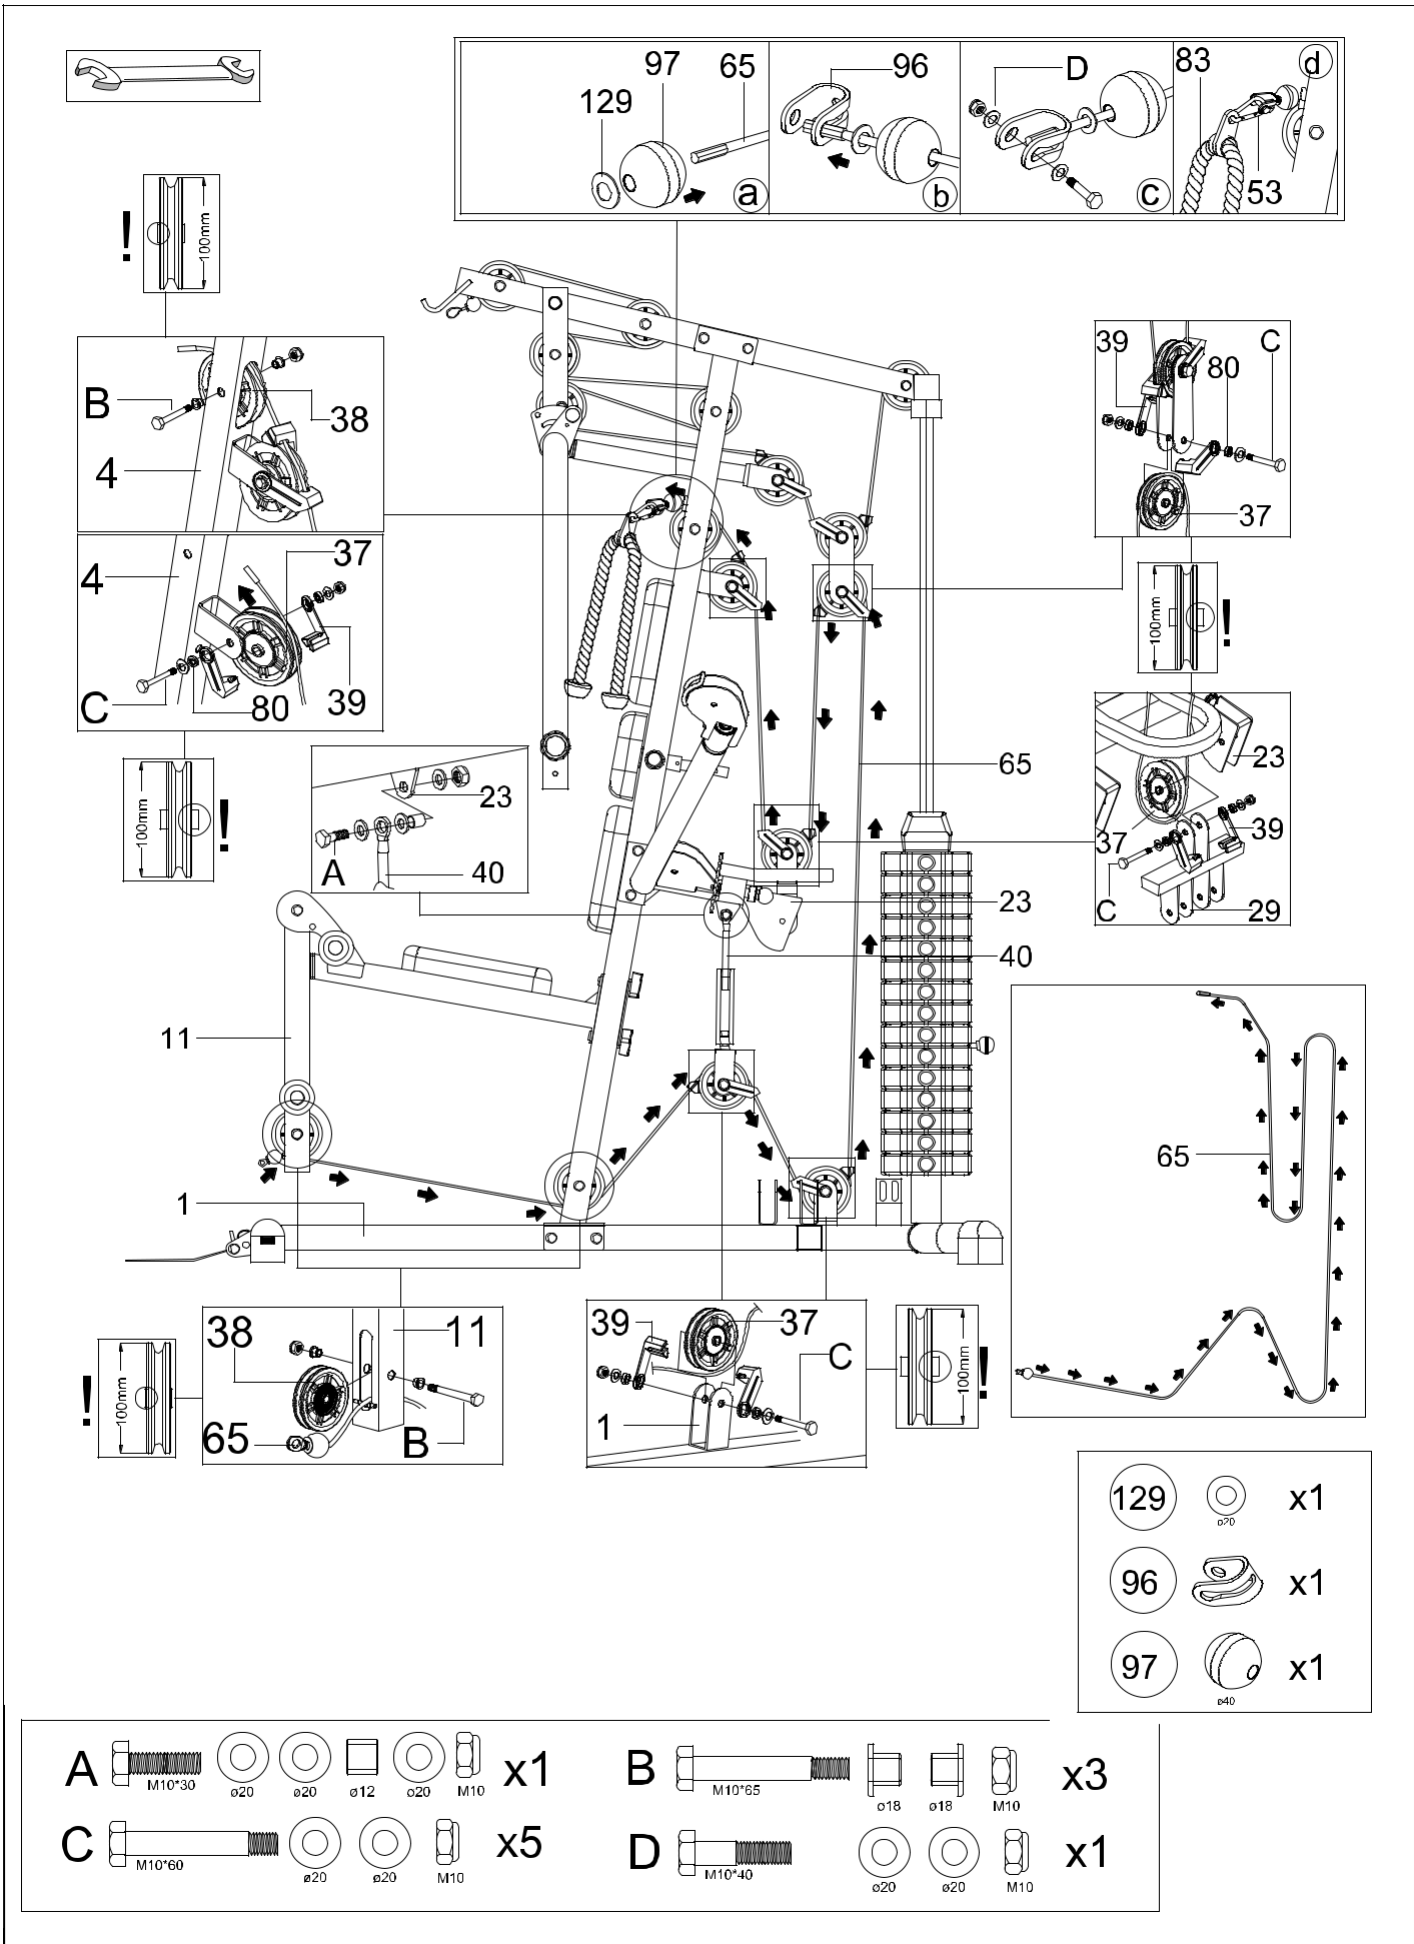 97 65 96 D 83 d
129
53
a b c
! 100mm
B 38
4
39 80 C
37
4 37
39
C 80
100mm !
100mm !
23
A 40
65
23
39
37
C 29
23
40
11
1
65
38 11
65 B
! 100mm
39 37
C
1
100mm !
129 ø20 x1
96 x1
97 ø40 x1
A M10*30 ø20 ø20 ø12 ø20 M10 x1
B M10*65 ø18 ø18 M10 x3
C M10*60 ø20 ø20 M10 x5
D M10*40 ø20 ø20 M10 x1